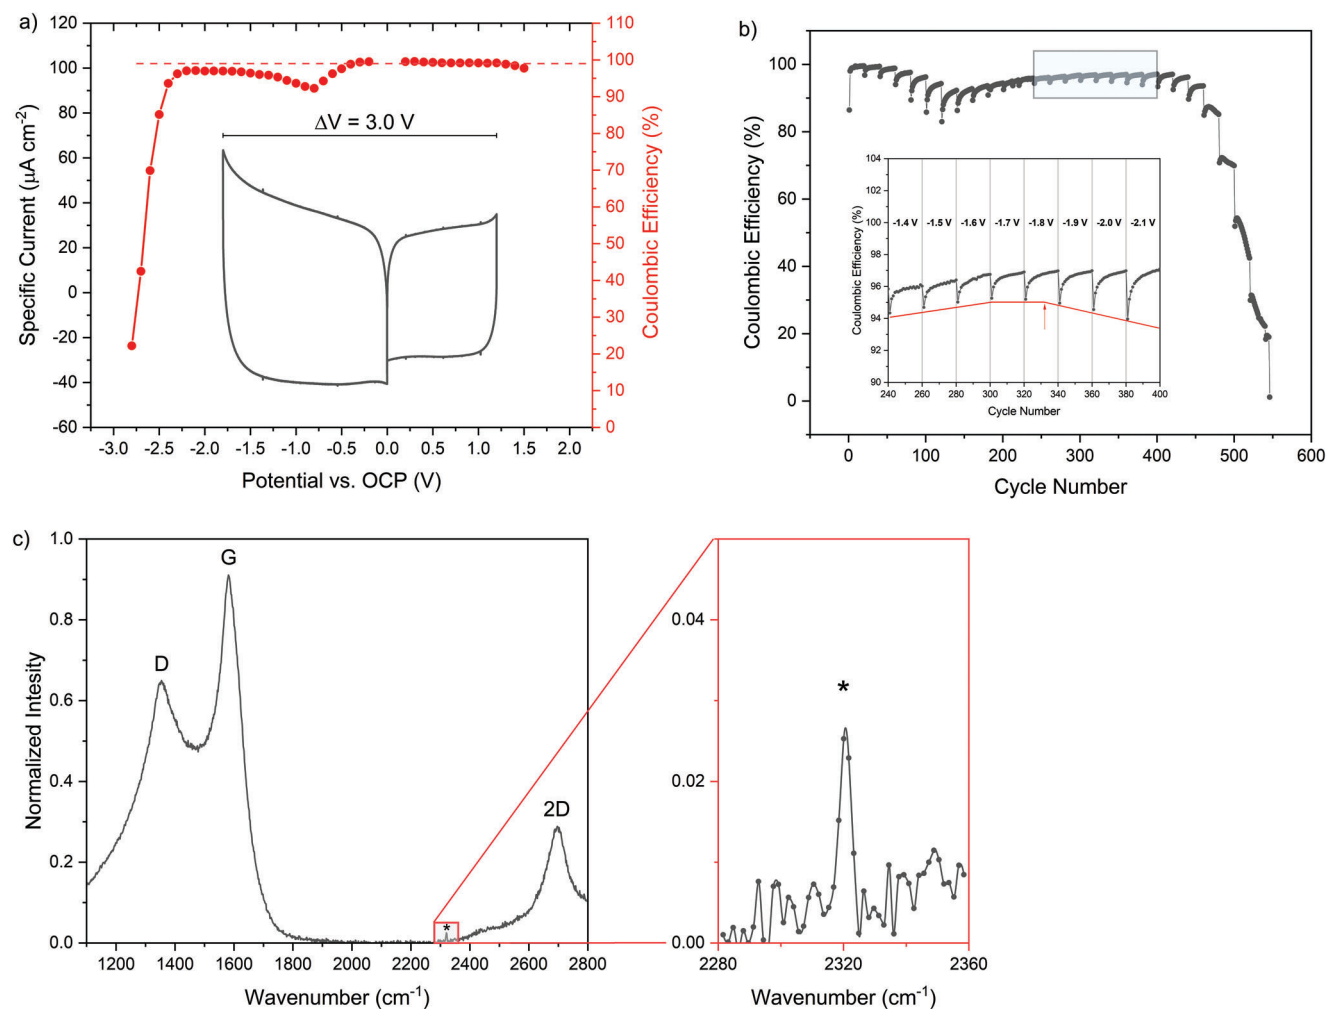 a)
ΔV = 3.0 V
120
100
80
60
40
20
0
-20
-40
-60
Specific Current (µA cm-2)
110
100
90
80
70
60
50
40
30
20
10
0
Coulombic Efficiency (%)
-3.0 -2.5 -2.0 -1.5 -1.0 -0.5 0.0 0.5 1.0 1.5 2.0
Potential vs. OCP (V)
b)
100
80
60
40
20
0
Coulombic Efficiency (%)
104
102
100
98
96
94
92
90
Coulombic Efficiency (%)
-1.4 V -1.5 V -1.6 V -1.7 V -1.8 V -1.9 V -2.0 V -2.1 V
240 260 280 300 320 340 360 380 400
Cycle Number
0 100 200 300 400 500 600
Cycle Number
c)
1.0
0.8
0.6
0.4
0.2
0.0
Normalized Intesity
D
G
2D
*
1200 1400 1600 1800 2000 2200 2400 2600 2800
Wavenumber (cm-1)
0.04
0.02
0.00
*
2280 2320 2360
Wavenumber (cm-1)